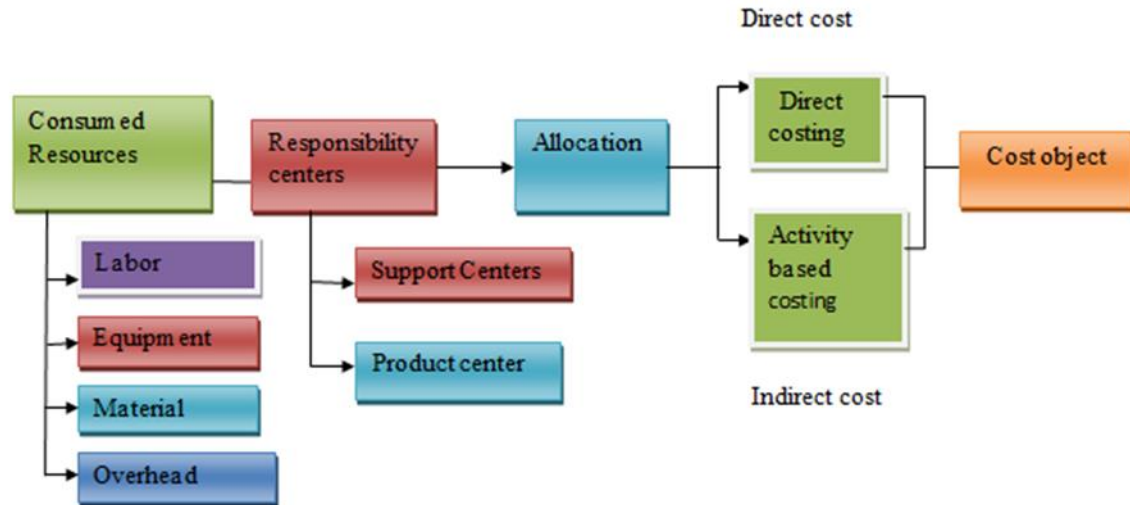 Direct cost
Consumed
Resources
Responsibility
centers
Allocation
Direct
costing
Cost object
Labor
Equipment
Material
Overhead
Support Centers
Product center
Activity
based
costing
Indirect cost